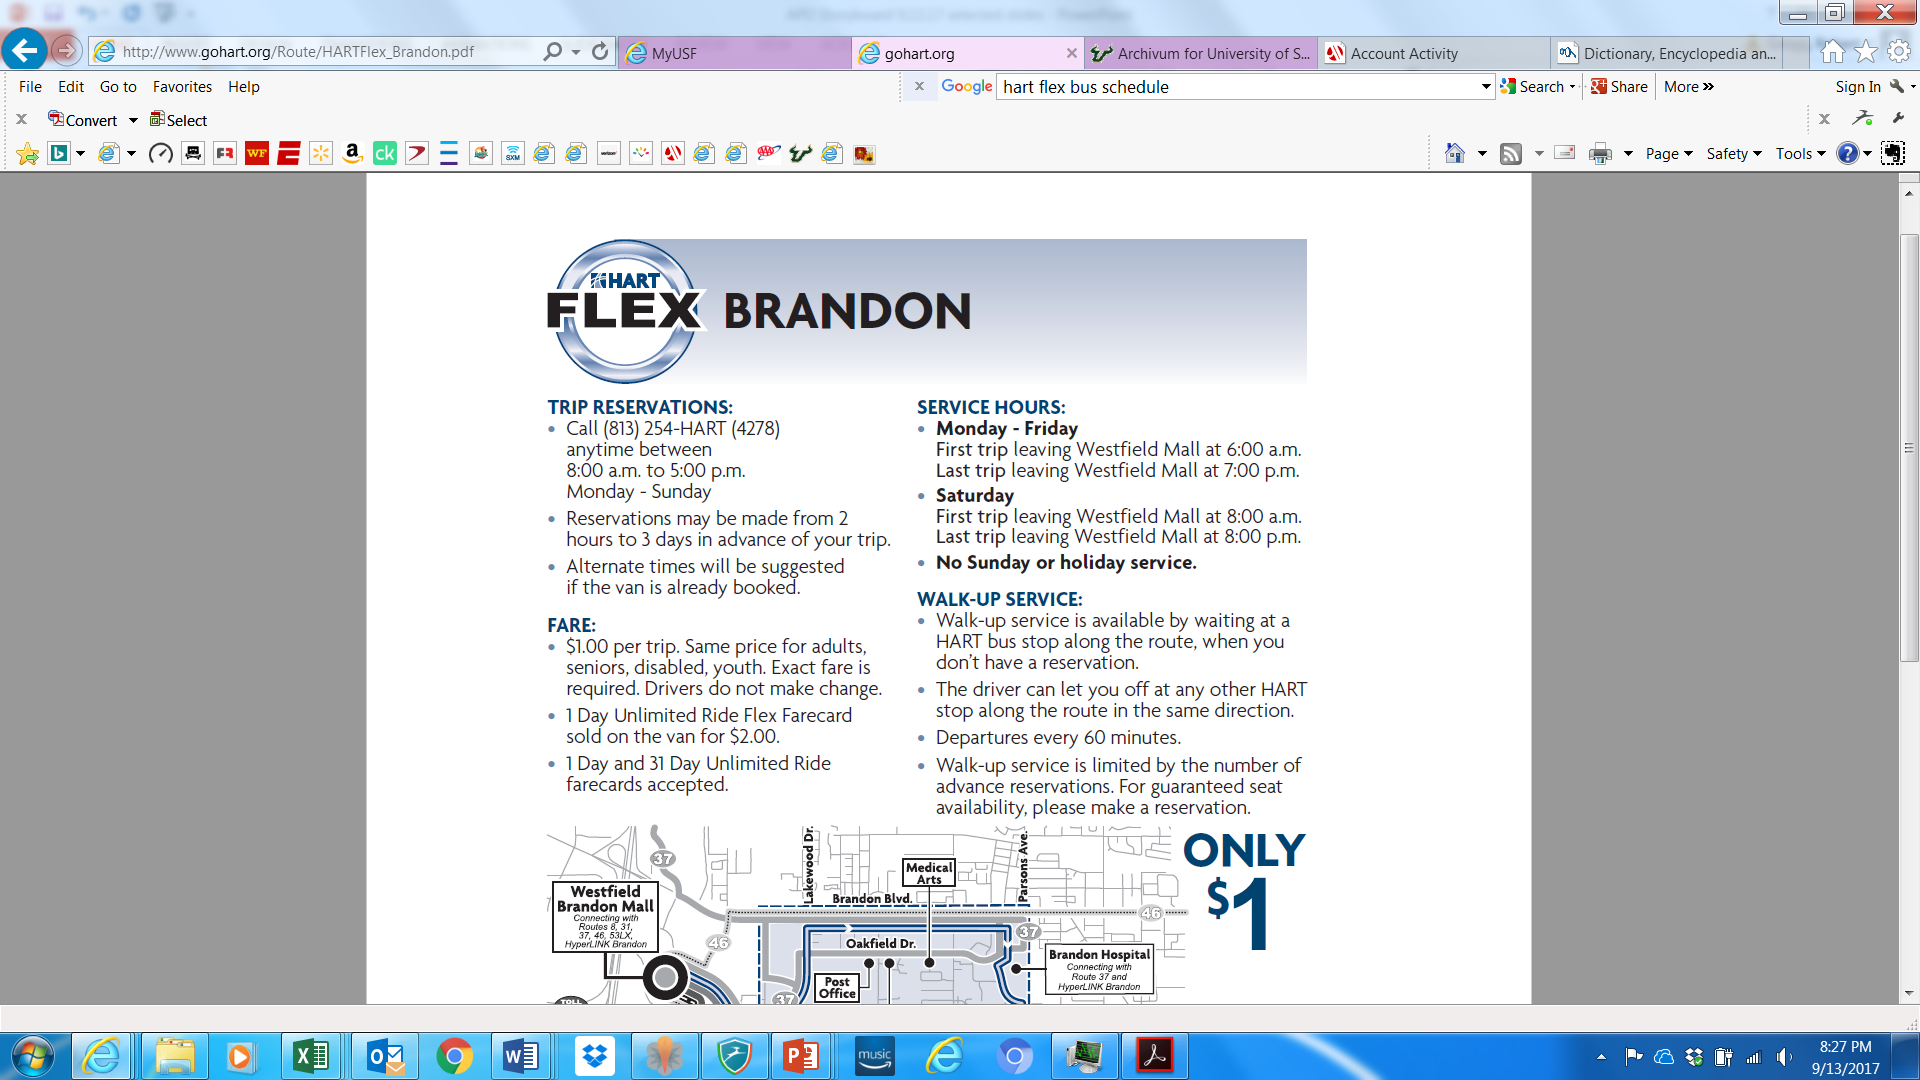 http://www.gohart.org/Route/HARTFlex_Brandon.pdf
MyUSF
gohart.org
Archivum for University of S...
Account Activity
Dictionary, Encyclopedia an...
File Edit Go to Favorites Help
x Google hart flex bus schedule Search Share More » Sign In
x Convert Select
Page Safety Tools
HART
FLEX BRANDON
TRIP RESERVATIONS:
• Call (813) 254-HART (4278)
anytime between
8:00 a.m. to 5:00 p.m.
Monday - Sunday
• Reservations may be made from 2
hours to 3 days in advance of your trip.
• Alternate times will be suggested
if the van is already booked.
FARE:
• $1.00 per trip. Same price for adults,
seniors, disabled, youth. Exact fare is
required. Drivers do not make change.
• 1 Day Unlimited Ride Flex Farecard
sold on the van for $2.00.
• 1 Day and 31 Day Unlimited Ride
farecards accepted.
SERVICE HOURS:
• Monday - Friday
First trip leaving Westfield Mall at 6:00 a.m.
Last trip leaving Westfield Mall at 7:00 p.m.
• Saturday
First trip leaving Westfield Mall at 8:00 a.m.
Last trip leaving Westfield Mall at 8:00 p.m.
• No Sunday or holiday service.
WALK-UP SERVICE:
• Walk-up service is available by waiting at a
HART bus stop along the route, when you
don't have a reservation.
• The driver can let you off at any other HART
stop along the route in the same direction.
• Departures every 60 minutes.
• Walk-up service is limited by the number of
advance reservations. For guaranteed seat
availability, please make a reservation.
ONLY
$1
37
Westfield
Brandon Mall
Connecting with
Routes 8, 31,
37, 46, 53LX,
HyperLINK Brandon
46
Lakewood Dr.
Medical
Arts
Parsons Ave.
Brandon Blvd.
46
37
Oakfield Dr.
Post
Office
37
Brandon Hospital
Connecting with
Route 37 and
HyperLINK Brandon
music
8:27 PM
9/13/2017